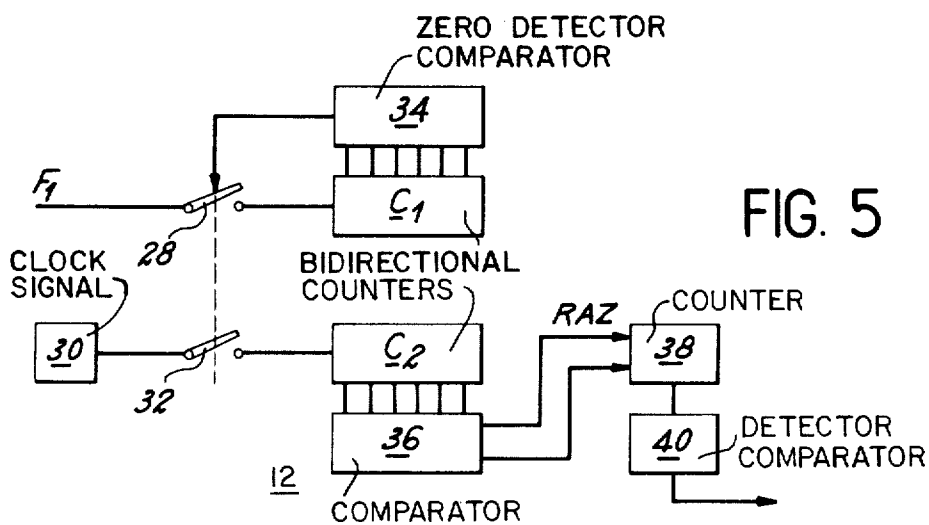 ZERO DETECTOR
COMPARATOR
34
F1
28
C1
FIG. 5
CLOCK
SIGNAL
BIDIRECTIONAL
COUNTERS
30
32
C2
RAZ
COUNTER
38
36
40
DETECTOR
COMPARATOR
12
COMPARATOR